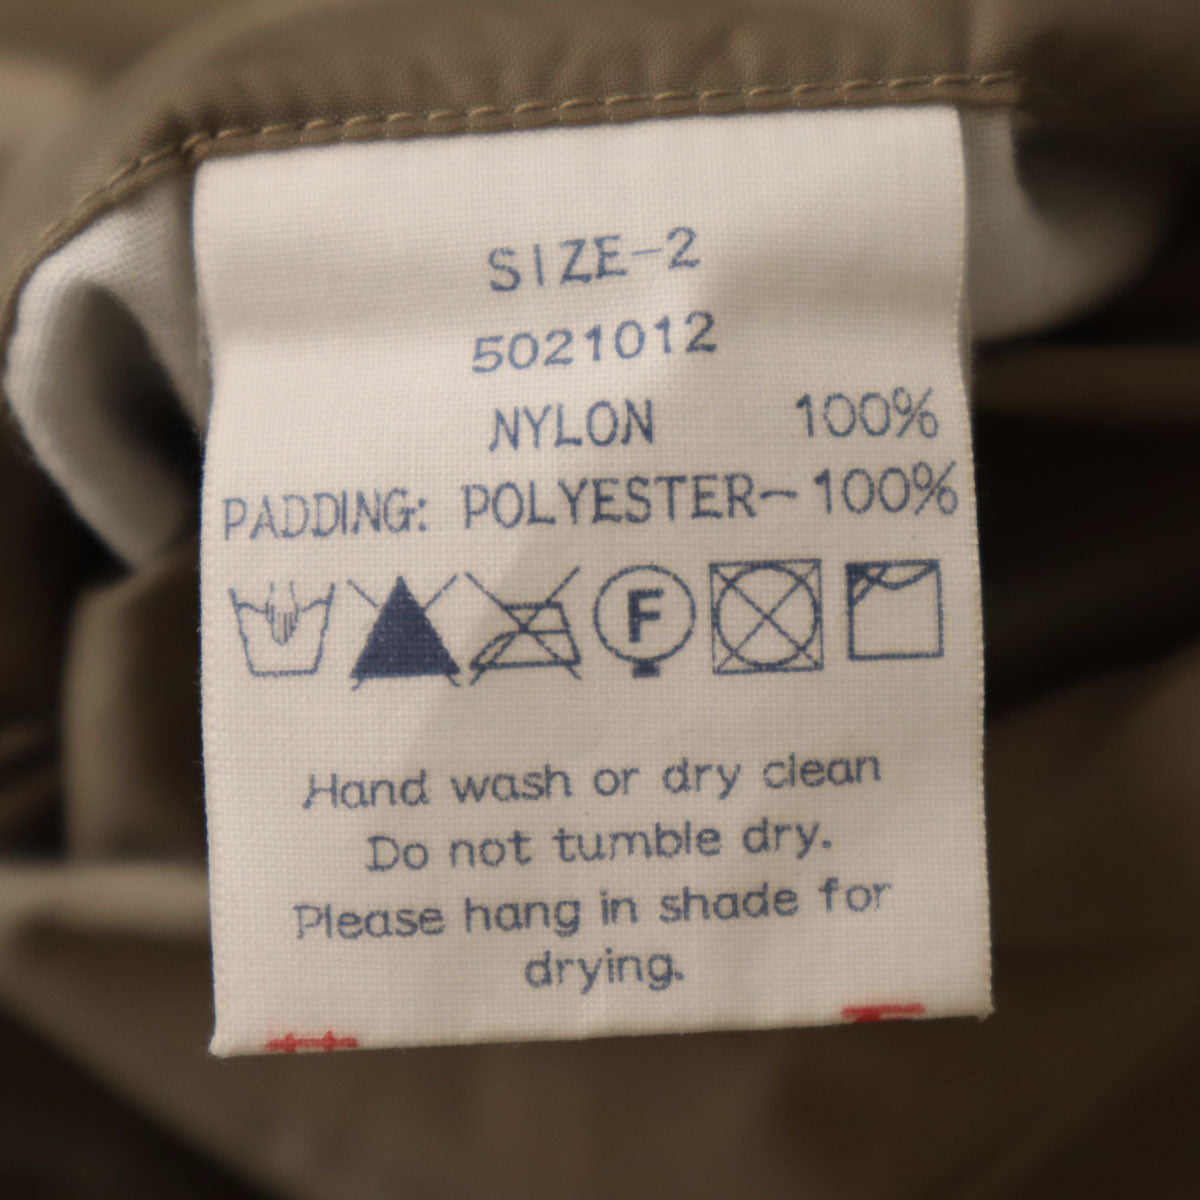 SIZE-2
5021012
NYLON 100%
PADDING: POLYESTER-100%
F
Hand wash or dry clean
Do not tumble dry.
Please hang in shade for
drying.